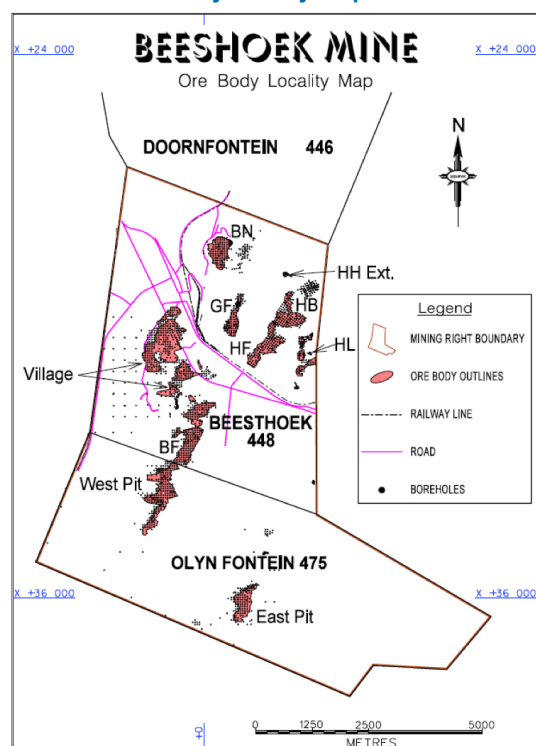 BEESHOEK MINE
Ore Body Locality Map
X +24 000
X +24 000
N
DOORNFONTEIN 446
BN
HH Ext.
GF
HB
HF
HL
Village
BEESTHOEK
448
BF
West Pit
OLYN FONTEIN 475
East Pit
Legend
MINING RIGHT BOUNDARY
ORE BODY OUTLINES
RAILWAY LINE
ROAD
BOREHOLES
X +36 000
X +36 000
+0
0 1250 2500 5000
METRES